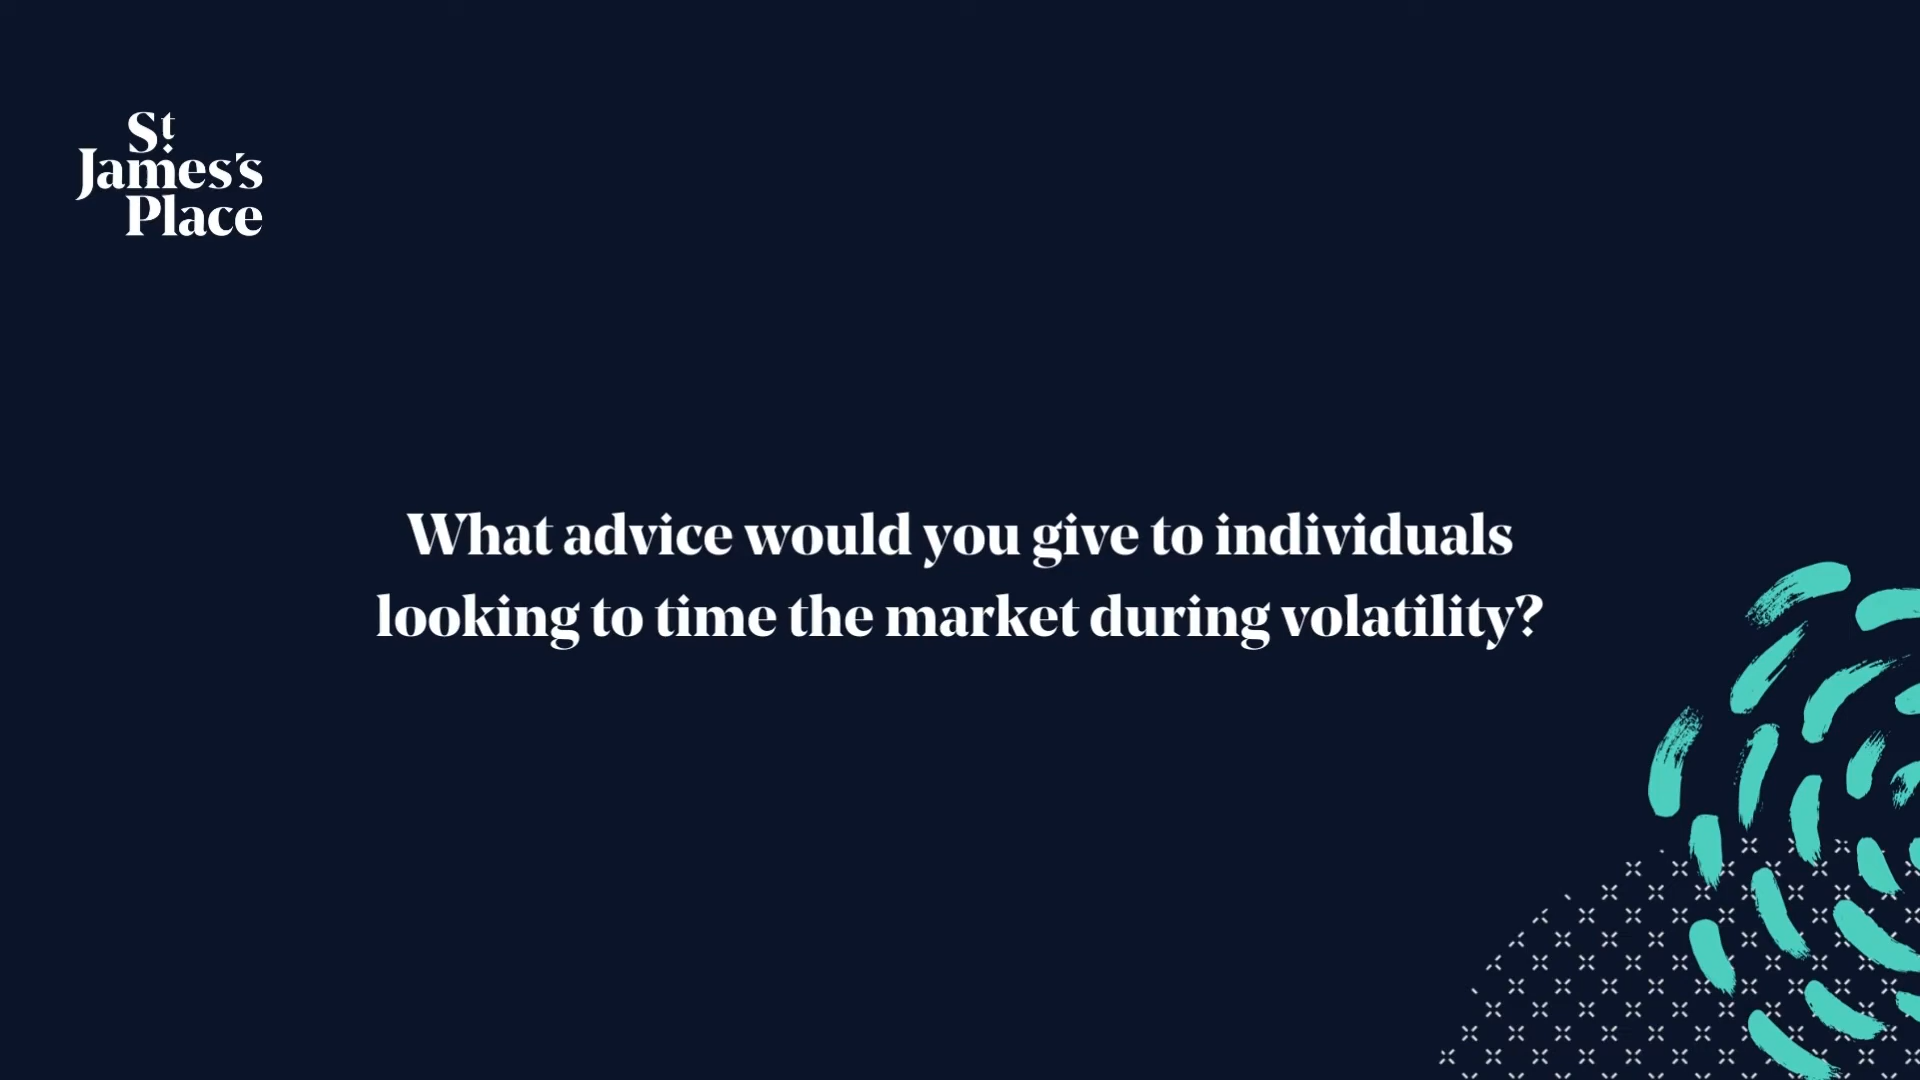 St
James's
Place
What advice would you give to individuals
looking to time the market during volatility?